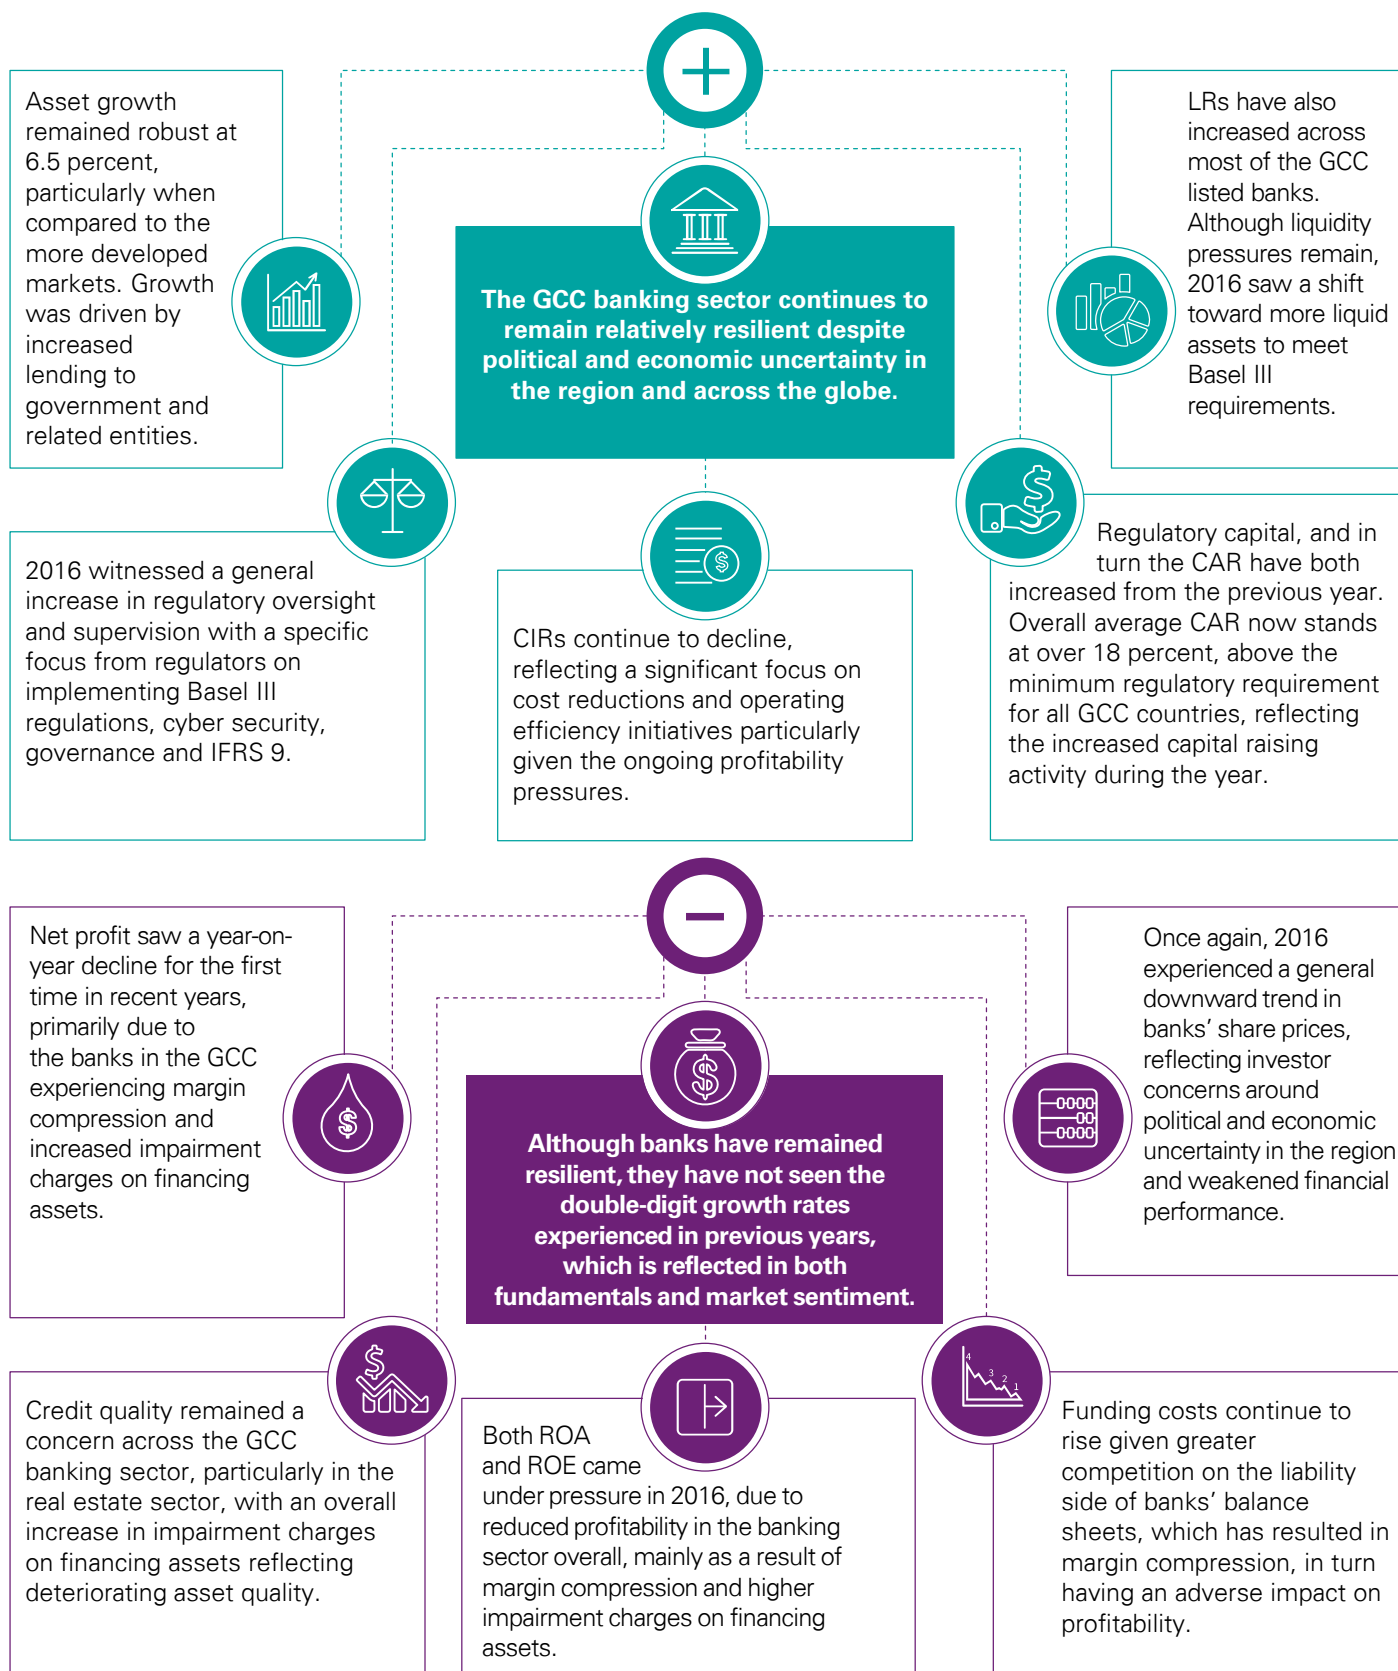 Asset growth
remained robust at
6.5 percent,
particularly when
compared to the
more developed
markets. Growth
was driven by
increased
lending to
government and
related entities.
The GCC banking sector continues to
remain relatively resilient despite
political and economic uncertainty in
the region and across the globe.
LRs have also
increased across
most of the GCC
listed banks.
Although liquidity
pressures remain,
2016 saw a shift
toward more liquid
assets to meet
Basel III
requirements.
2016 witnessed a general
increase in regulatory oversight
and supervision with a specific
focus from regulators on
implementing Basel III
regulations, cyber security,
governance and IFRS 9.
$
CIRs continue to decline,
reflecting a significant focus on
cost reductions and operating
efficiency initiatives particularly
given the ongoing profitability
pressures.
$
Regulatory capital, and in
turn the CAR have both
increased from the previous year.
Overall average CAR now stands
at over 18 percent, above the
minimum regulatory requirement
for all GCC countries, reflecting
the increased capital raising
activity during the year.
Net profit saw a year-on-
year decline for the first
time in recent years,
primarily due to
the banks in the GCC
experiencing margin
compression and
increased impairment
charges on financing
assets.
$
$
Although banks have remained
resilient, they have not seen the
double-digit growth rates
experienced in previous years,
which is reflected in both
fundamentals and market sentiment.
Once again, 2016
experienced a general
downward trend in
banks’ share prices,
reflecting investor
concerns around
political and economic
uncertainty in the region
and weakened financial
performance.
$
Credit quality remained a
concern across the GCC
banking sector, particularly in the
real estate sector, with an overall
increase in impairment charges
on financing assets reflecting
deteriorating asset quality.
Both ROA
and ROE came
under pressure in 2016, due to
reduced profitability in the banking
sector overall, mainly as a result of
margin compression and higher
impairment charges on financing
assets.
4 3 2 1
Funding costs continue to
rise given greater
competition on the liability
side of banks’ balance
sheets, which has resulted in
margin compression, in turn
having an adverse impact on
profitability.